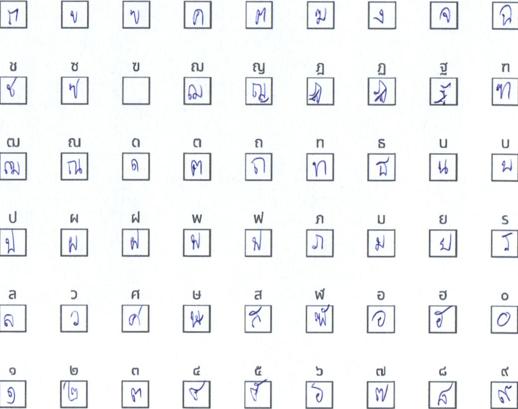 ก ข ฃ ค ฅ ฆ ง จ ฉ
ช ซ ฃ ฌ ญ ฎ ฏ ฐ ฑ
ช ซ ฌ ญ ฎ ฏ ฐ ฑ
ฒ ณ ด ต ถ ท ธ น บ
ฒ ณ ด ต ถ ท ธ น บ
ป ผ ฝ พ ฟ ภ ม ย ร
ป ผ ฝ พ ฟ ภ ม ย ร
ล ว ศ ษ ส ฬ อ ฮ ๐
ล ว ศ ษ ส ฬ อ ฮ ๐
๑ ๒ ๓ ๔ ๕ ๖ ๗ ๘ ๙
๑ ๒ ๓ ๔ ๕ ๖ ๗ ๘ ๙